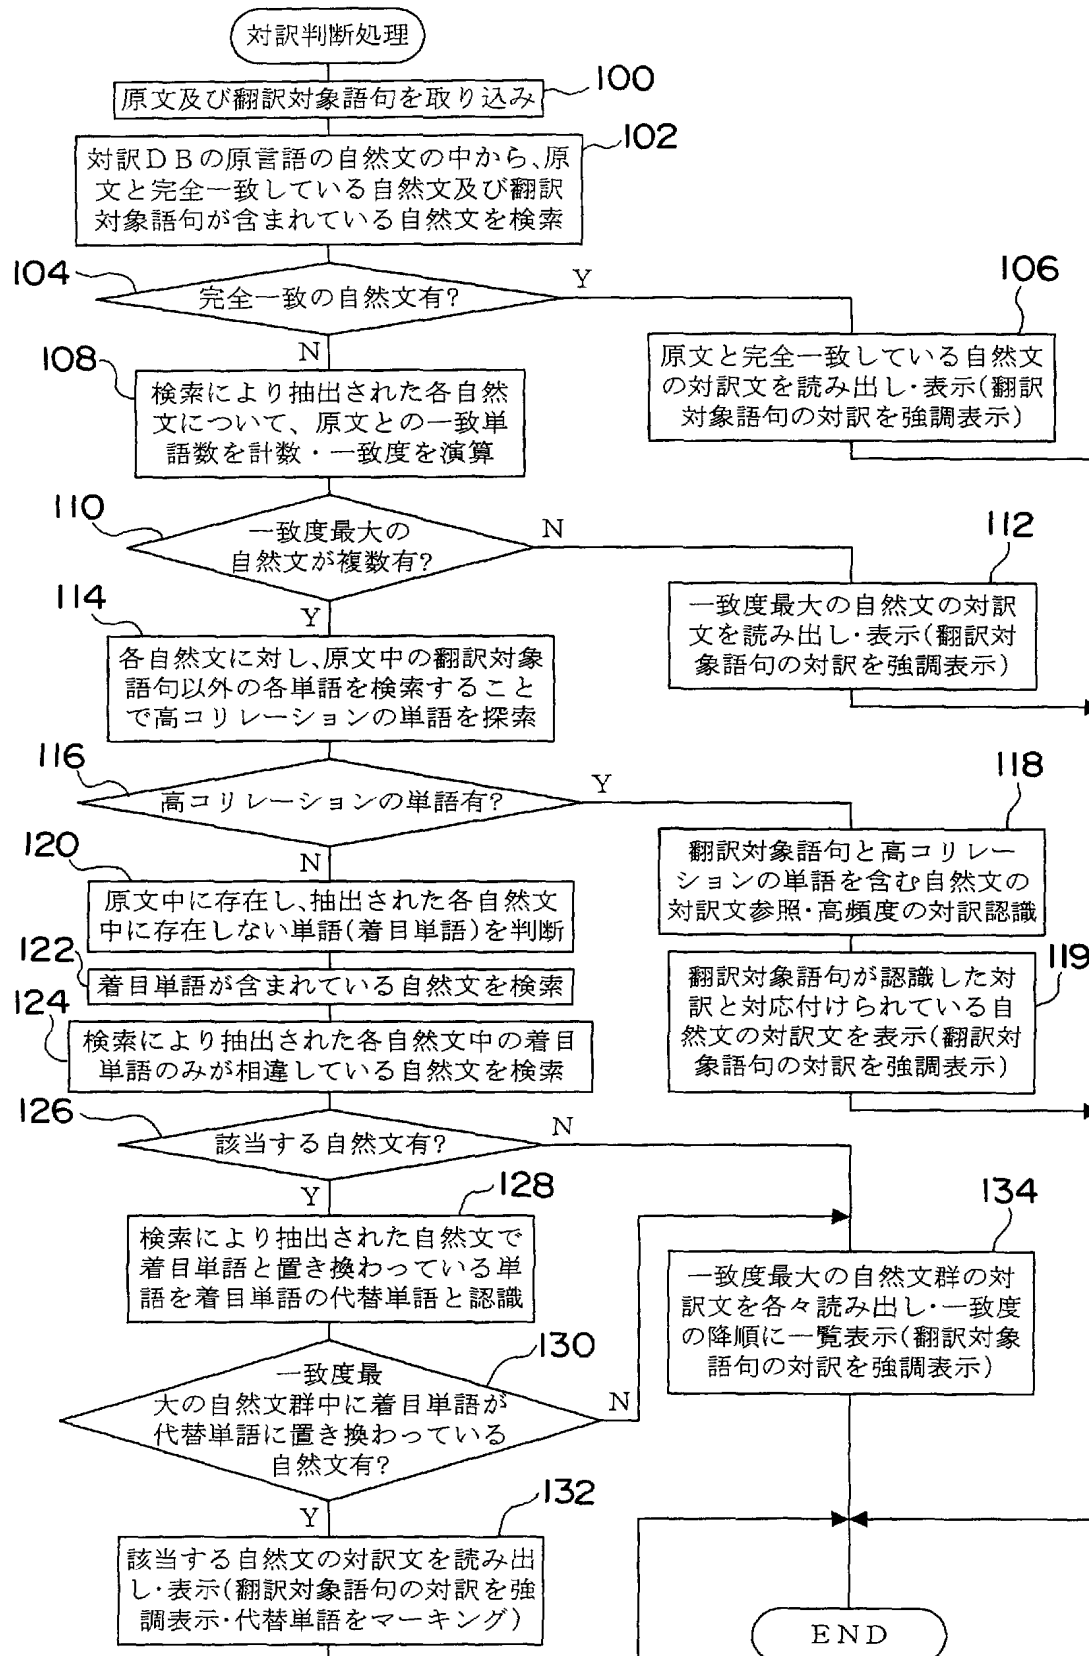 対訳判断処理
原文及び翻訳対象語句を取り込み
100
対訳DBの原言語の自然文の中から、原
文と完全一致している自然文及び翻訳
対象語句が含まれている自然文を検索
102
104
完全一致の自然文有?
Y
N
106
原文と完全一致している自然文
の対訳文を読み出し・表示(翻訳
対象語句の対訳を強調表示)
108
検索により抽出された各自然
文について、原文との一致単
語数を計数・一致度を演算
110
一致度最大の
自然文が複数有?
N
Y
112
一致度最大の自然文の対訳
文を読み出し・表示(翻訳対
象語句の対訳を強調表示)
114
各自然文に対し、原文中の翻訳対象
語句以外の各単語を検索すること
で高コリレーションの単語を探索
116
高コリレーションの単語有?
Y
N
118
翻訳対象語句と高コリレー
ションの単語を含む自然文の
対訳文参照・高頻度の対訳認識
119
翻訳対象語句が認識した対
訳と対応付けられている自
然文の対訳文を表示(翻訳対
象語句の対訳を強調表示)
120
原文中に存在し、抽出された各自然文
中に存在しない単語(着目単語)を判断
122
着目単語が含まれている自然文を検索
124
検索により抽出された各自然文中の着目
単語のみが相違している自然文を検索
126
該当する自然文有?
N
Y
128
検索により抽出された自然文で
着目単語と置き換わっている単
語を着目単語の代替単語と認識
130
一致度最
大の自然文群中に着目単語が
代替単語に置き換わっている
自然文有?
N
Y
134
一致度最大の自然文群の対
訳文を各々読み出し・一致度
の降順に一覧表示(翻訳対象
語句の対訳を強調表示)
132
該当する自然文の対訳文を読み出
し・表示(翻訳対象語句の対訳を強
調表示・代替単語をマーキング)
END